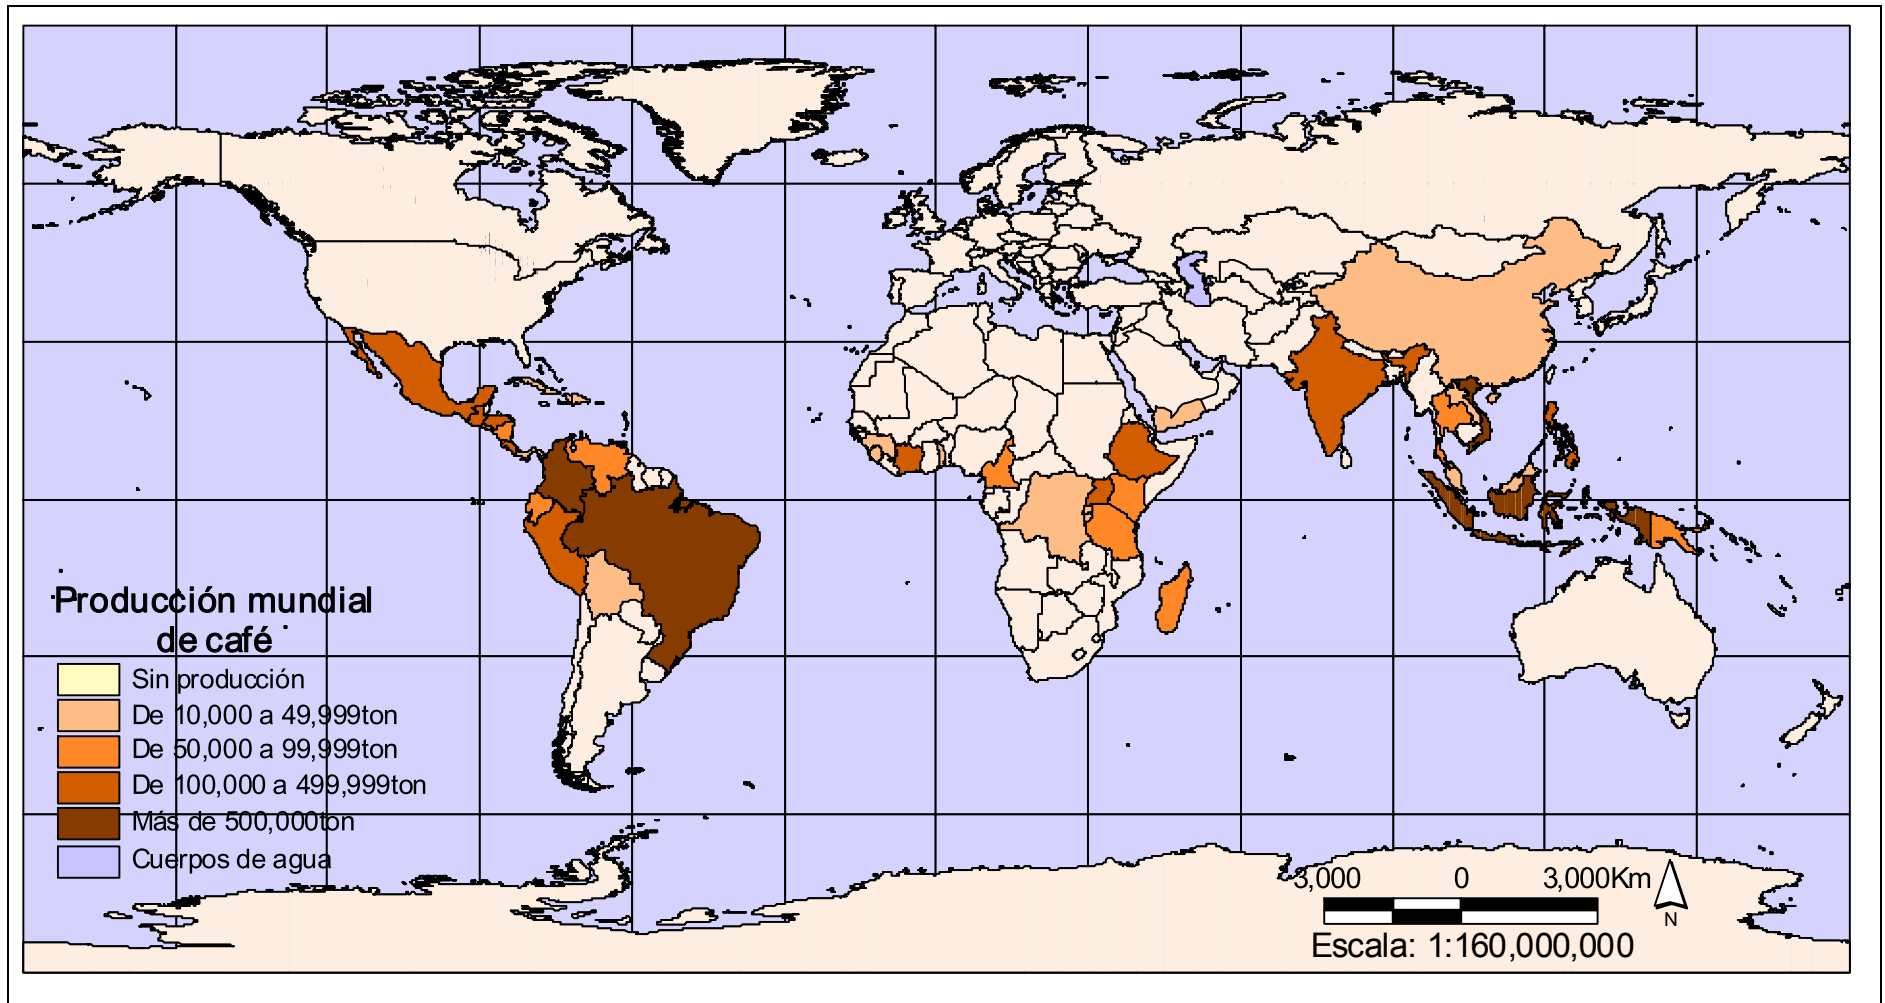 Producción mundial
de café
Sin producción
De 10,000 a 49,999ton
De 50,000 a 99,999ton
De 100,000 a 499,999ton
Más de 500,000ton
Cuerpos de agua
3,000 0 3,000Km
N
Escala: 1:160,000,000